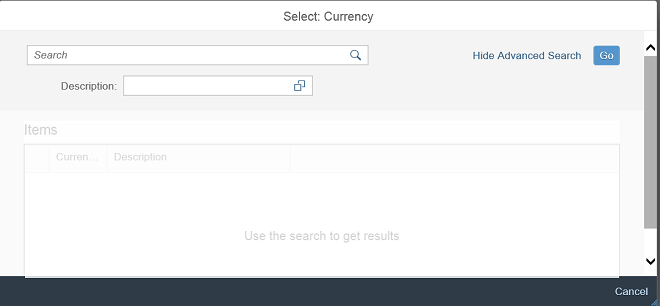 Select: Currency
Search
Hide Advanced Search
Go
Description:
Items
Curren...
Description
Use the search to get results
Cancel